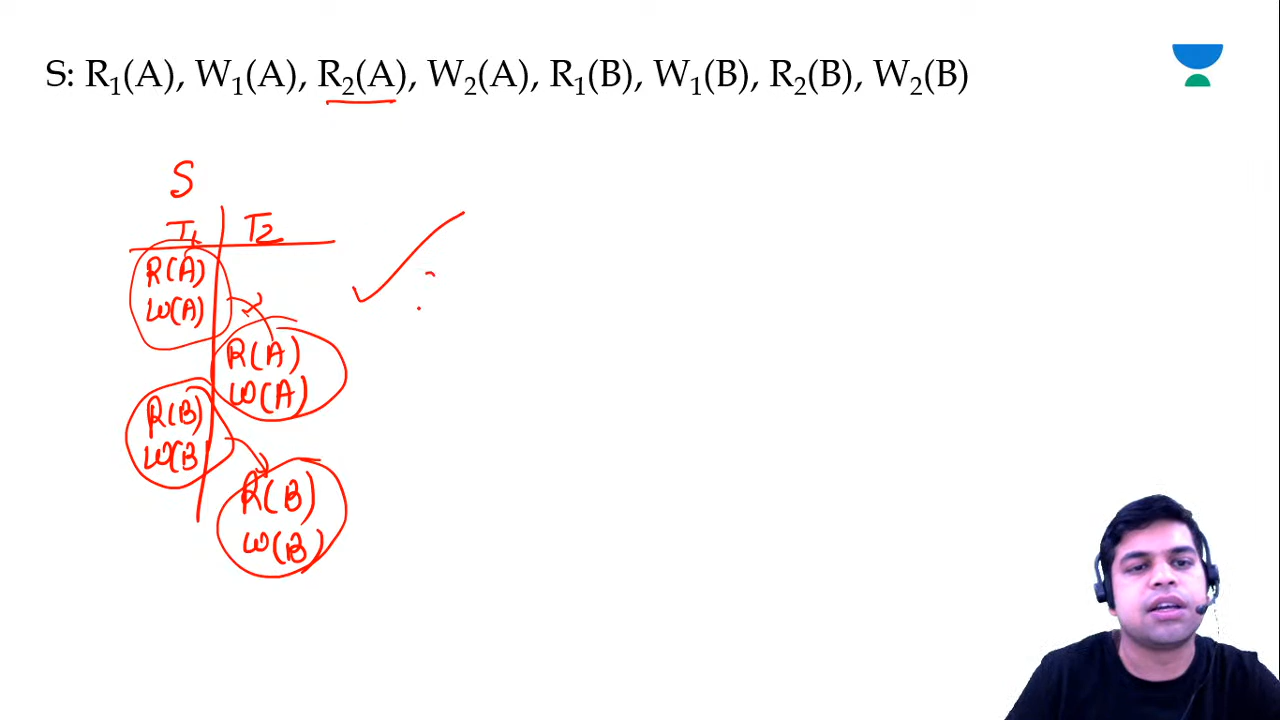 S: R₁(A), W₁(A), R₂(A), W₂(A), R₁(B), W₁(B), R₂(B), W₂(B)
S
T₁ T₂
R(A)
W(A)
R(A)
W(A)
R(B)
W(B
R(B)
W(B)